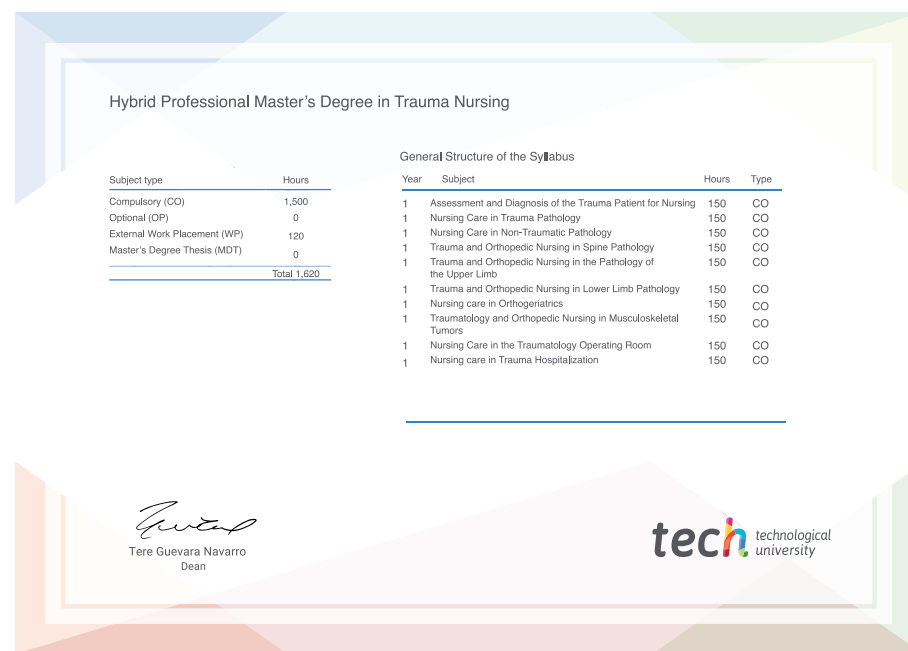 Hybrid Professional Master's Degree in Trauma Nursing
Subject type Hours
Compulsory (CO) 1,500
Optional (OP) 0
External Work Placement (WP) 120
Master's Degree Thesis (MDT) 0
Total 1,620
General Structure of the Syllabus
Year Subject Hours Type
1 Assessment and Diagnosis of the Trauma Patient for Nursing 150 CO
1 Nursing Care in Trauma Pathology 150 CO
1 Nursing Care in Non-Traumatic Pathology 150 CO
1 Trauma and Orthopedic Nursing in Spine Pathology 150 CO
1 Trauma and Orthopedic Nursing in the Pathology of 150 CO
the Upper Limb
1 Trauma and Orthopedic Nursing in Lower Limb Pathology 150 CO
1 Nursing care in Orthogeriatrics 150 CO
1 Traumatology and Orthopedic Nursing in Musculoskeletal 150 CO
Tumors
1 Nursing Care in the Traumatology Operating Room 150 CO
1 Nursing care in Trauma Hospitalization 150 CO
Tere Guevara Navarro
Dean
tech technological
university